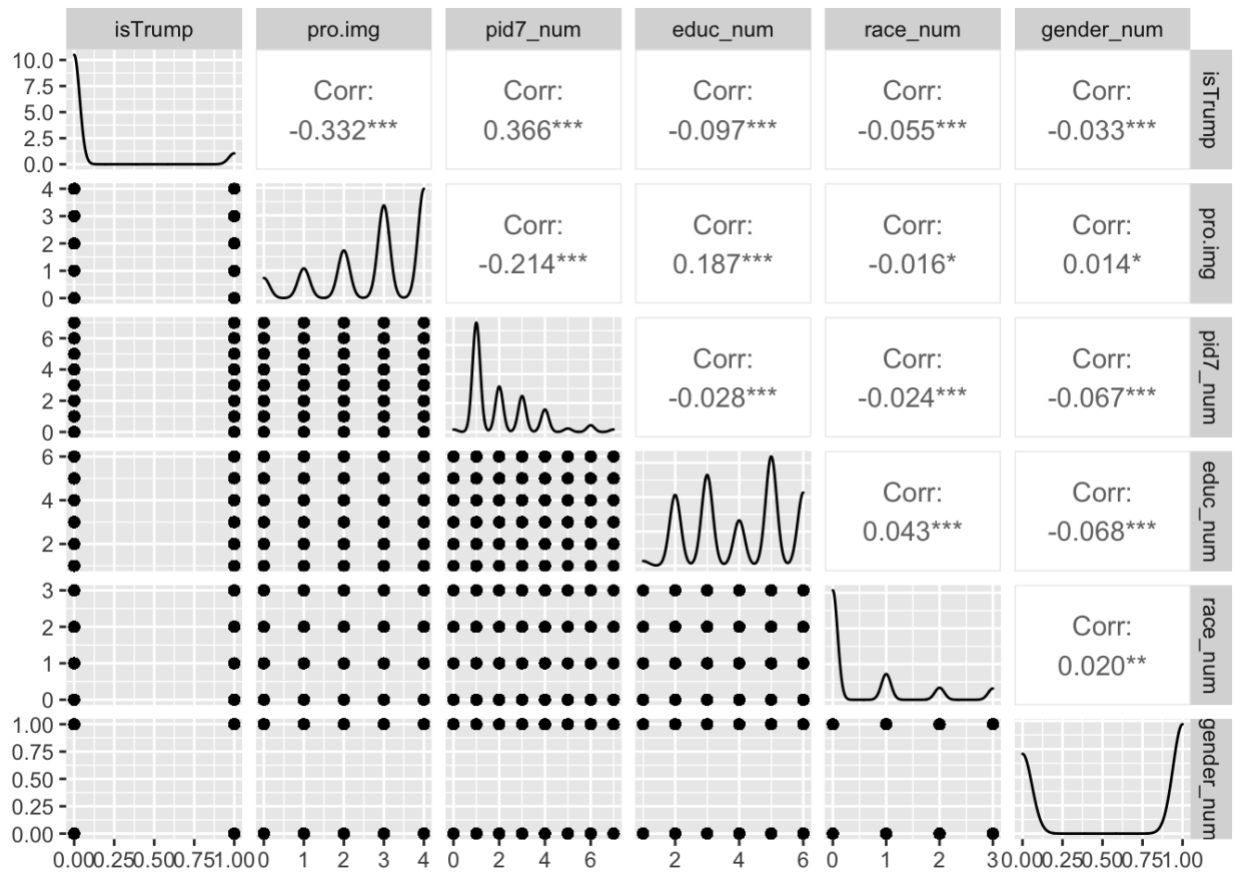 isTrump pro.img pid7_num educ_num race_num gender_num
10.0
7.5
5.0
2.5
0.0
Corr:
-0.332***
Corr:
0.366***
Corr:
-0.097***
Corr:
-0.055***
Corr:
-0.033***
isTrump
4
3
2
1
0
Corr:
-0.214***
Corr:
0.187***
Corr:
-0.016*
Corr:
0.014*
pro.img
6
4
2
0
Corr:
-0.028***
Corr:
-0.024***
Corr:
-0.067***
pid7_num
6
4
2
Corr:
0.043***
Corr:
-0.068***
educ_num
3
2
1
0
Corr:
0.020**
race_num
1.00
0.75
0.50
0.25
0.00
gender_num
0.00 0.25 0.50 0.75 1.00 0 1 2 3 4 0 2 4 6 2 4 6 0 1 2 3 0.00 0.25 0.50 0.75 1.00